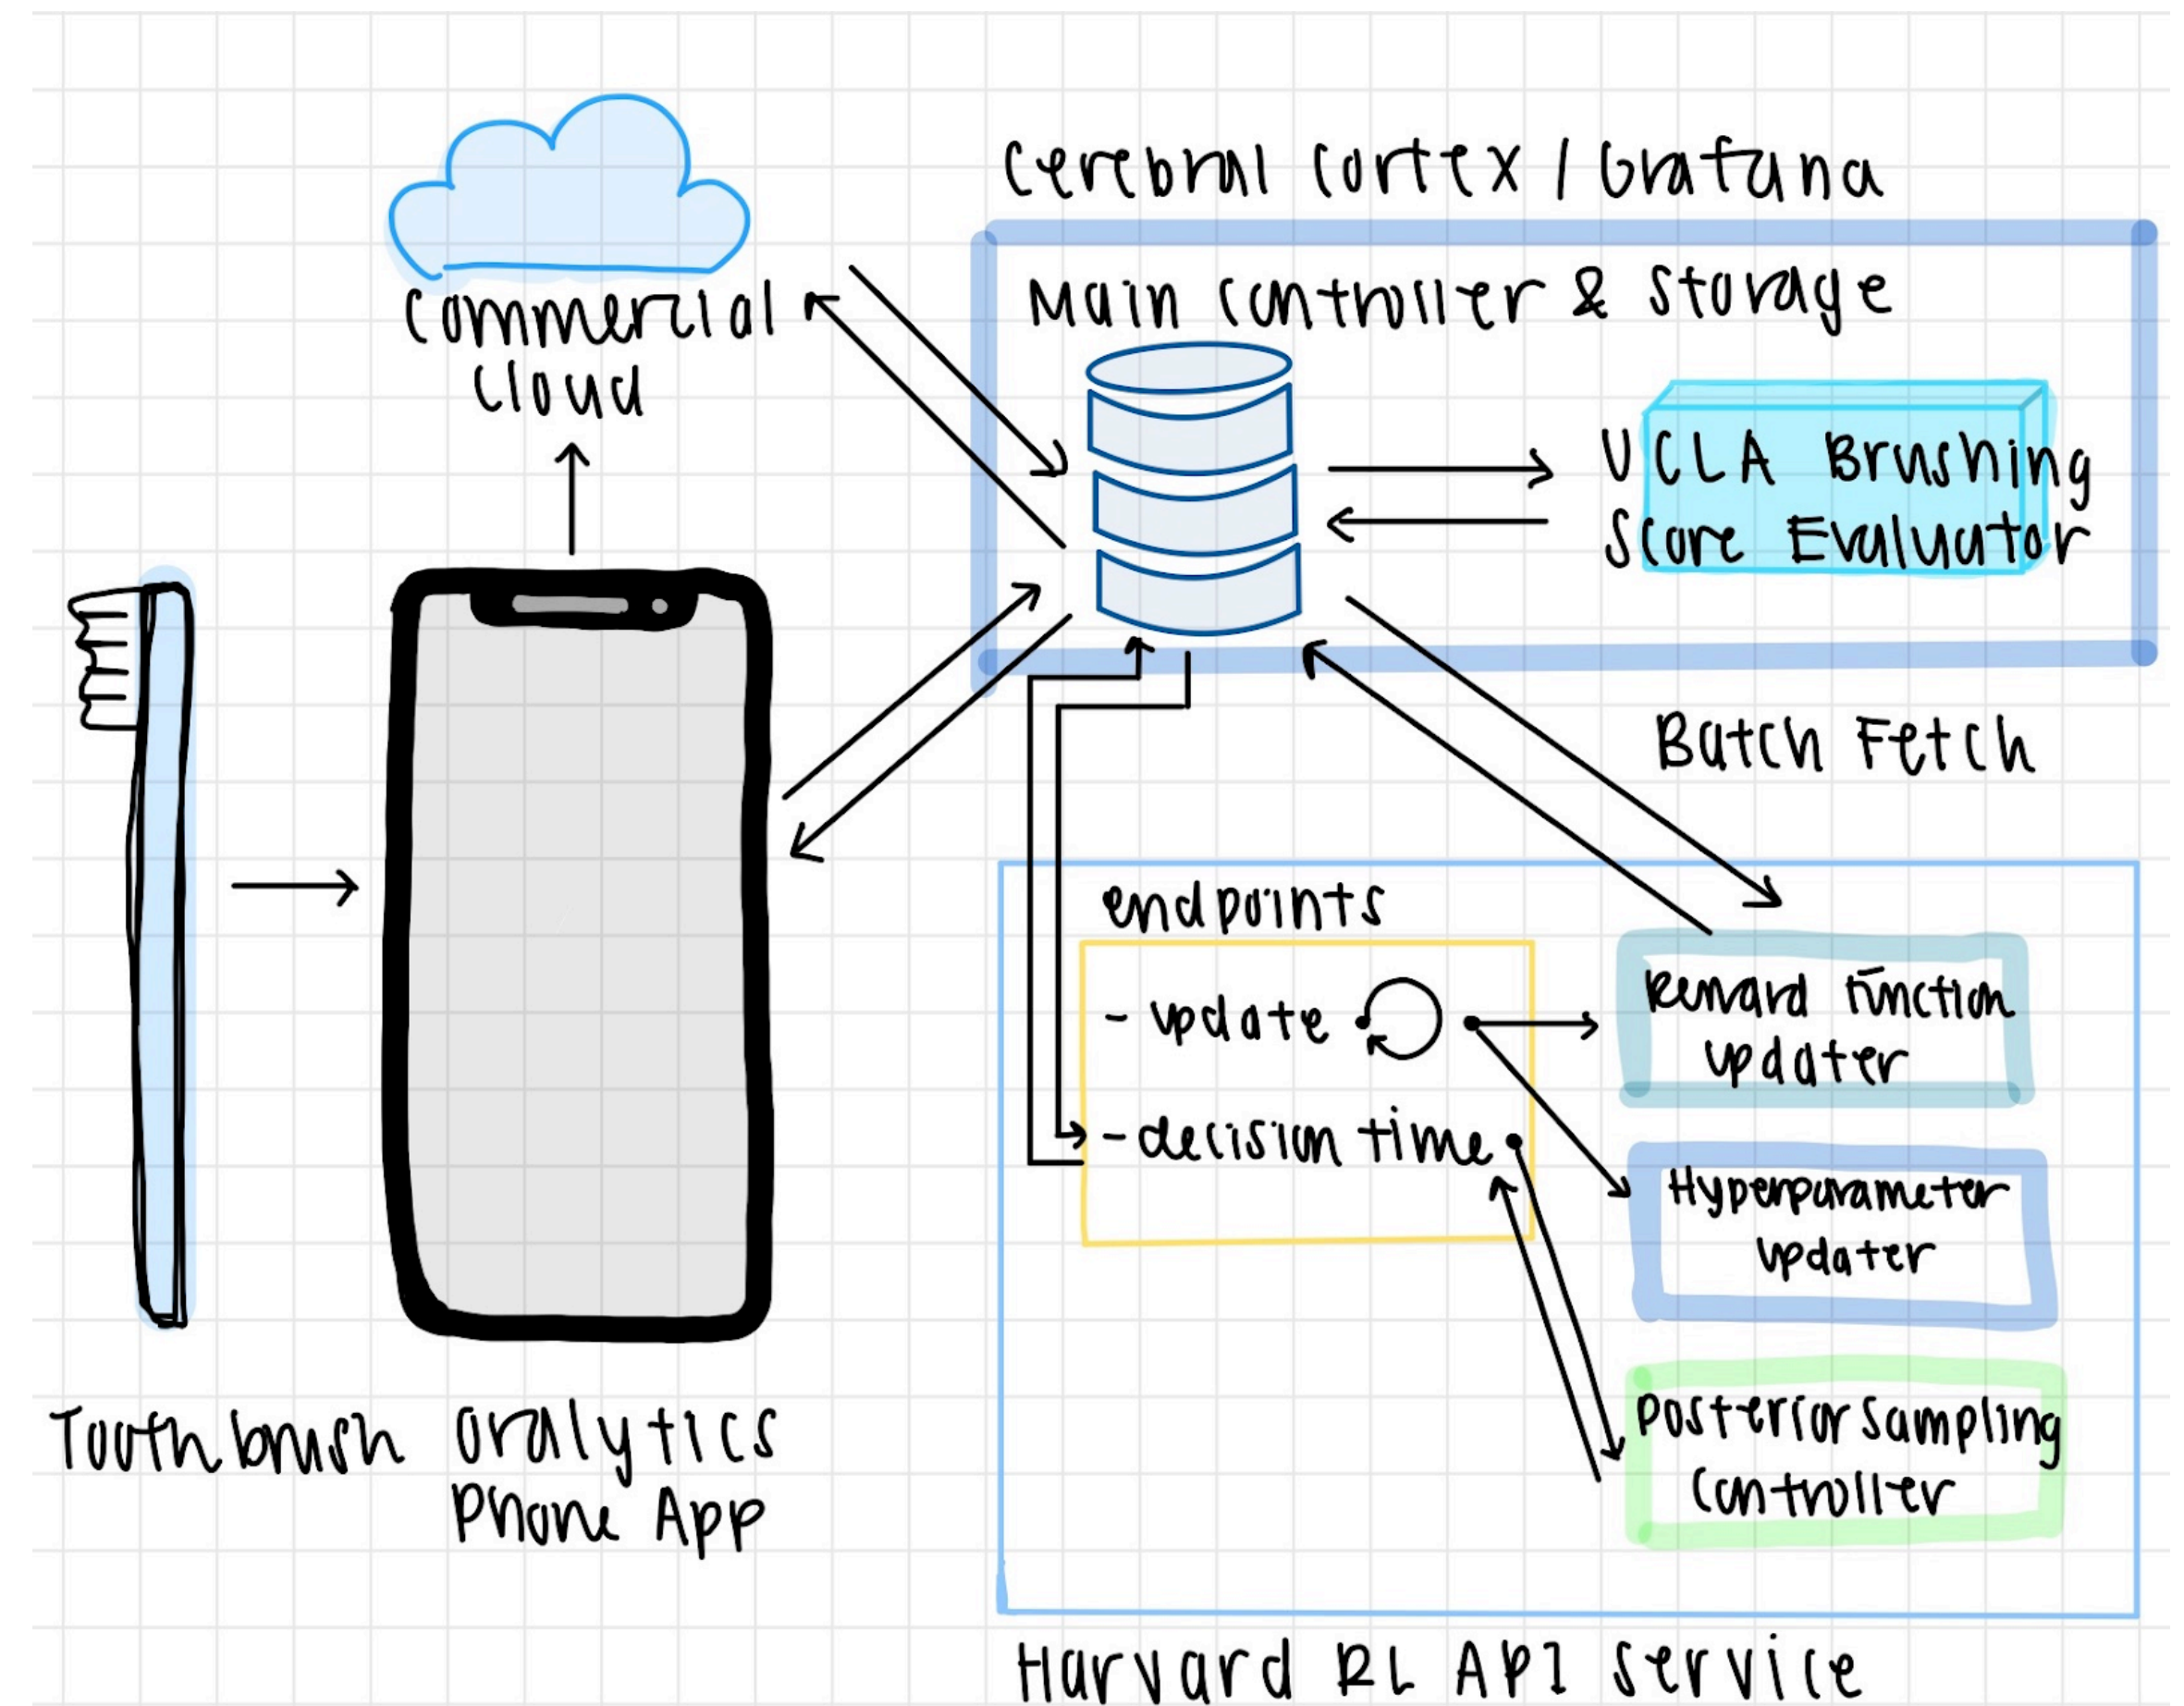 Commercial
Cloud
Cerebral Cortex / Grafana
Main Controller & Storage
UCLA Brushing
Score Evaluator
Batch Fetch
endpoints
- update
- decision time
Reward Function
Updater
Hyperparameter
Updater
Posterior Sampling
Controller
Toothbrush
Oralytics
Phone App
Harvard RL API Service